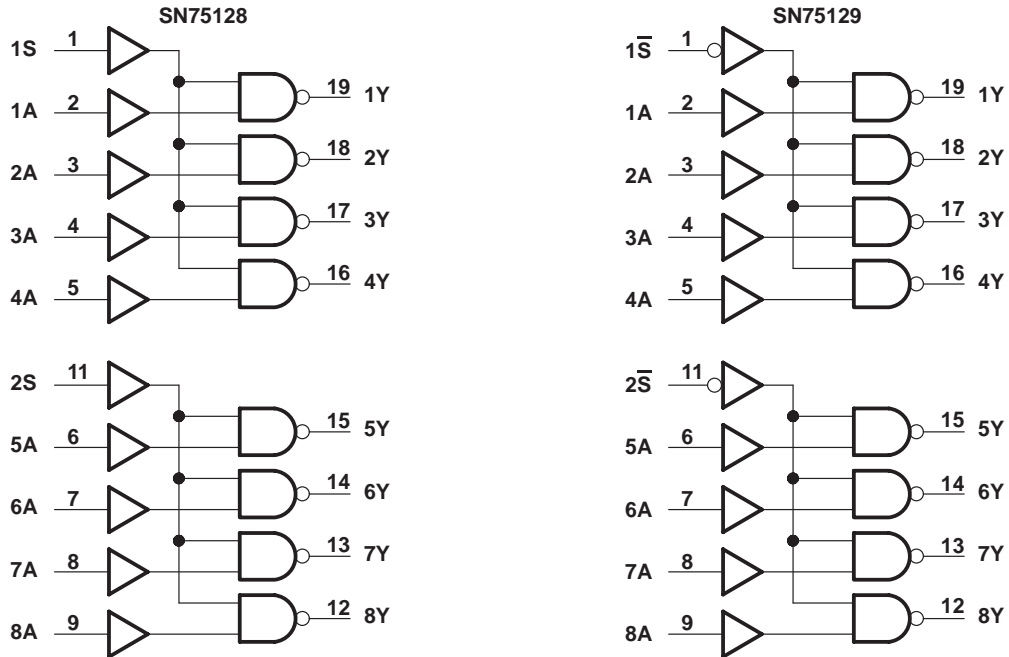 SN75128
1S 1
1A 2 19 1Y
2A 3 18 2Y
3A 4 17 3Y
4A 5 16 4Y
2S 11
5A 6 15 5Y
6A 7 14 6Y
7A 8 13 7Y
8A 9 12 8Y
SN75129
1S̅ 1
1A 2 19 1Y
2A 3 18 2Y
3A 4 17 3Y
4A 5 16 4Y
2S̅ 11
5A 6 15 5Y
6A 7 14 6Y
7A 8 13 7Y
8A 9 12 8Y